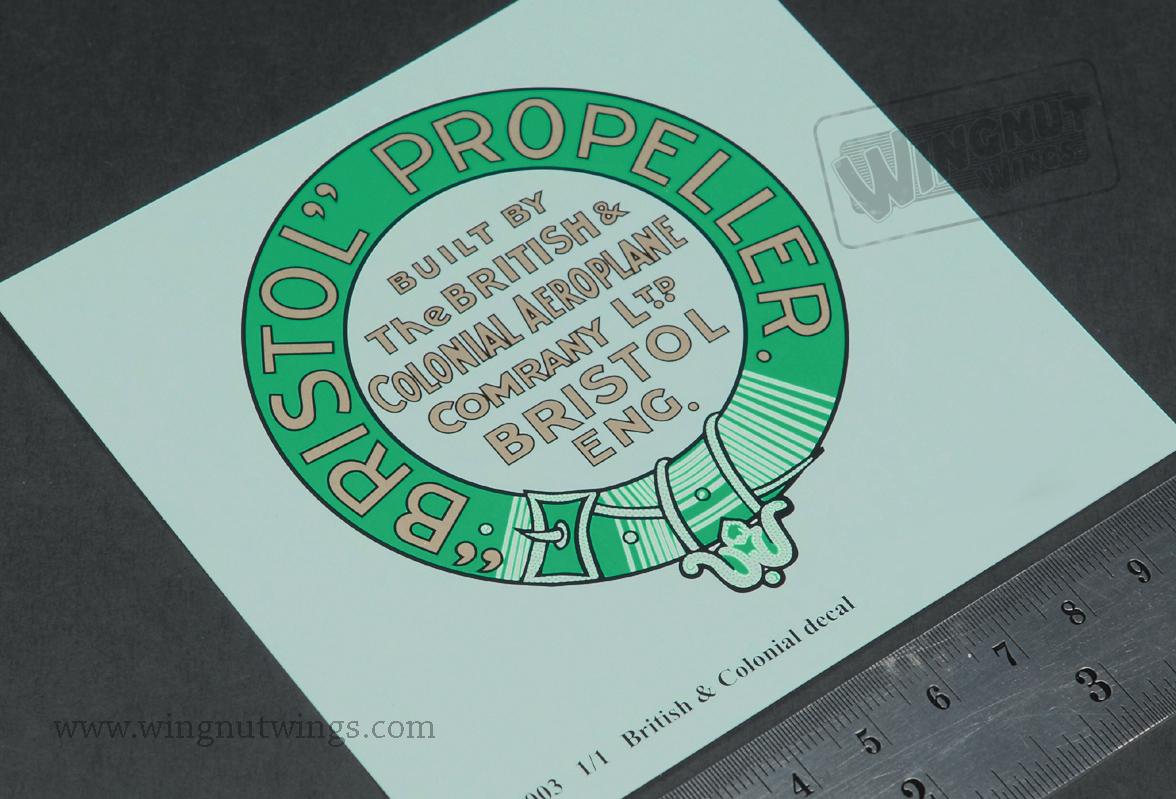 "BRISTOL" PROPELLER.
BUILT BY
The BRITISH &
COLONIAL AEROPLANE
COMRANY LTD
BRISTOL
ENG.
WINGNUT
WINGS
003 1/1 British & Colonial decal
4 5 6 7 8 9
2 3
www.wingnutwings.com